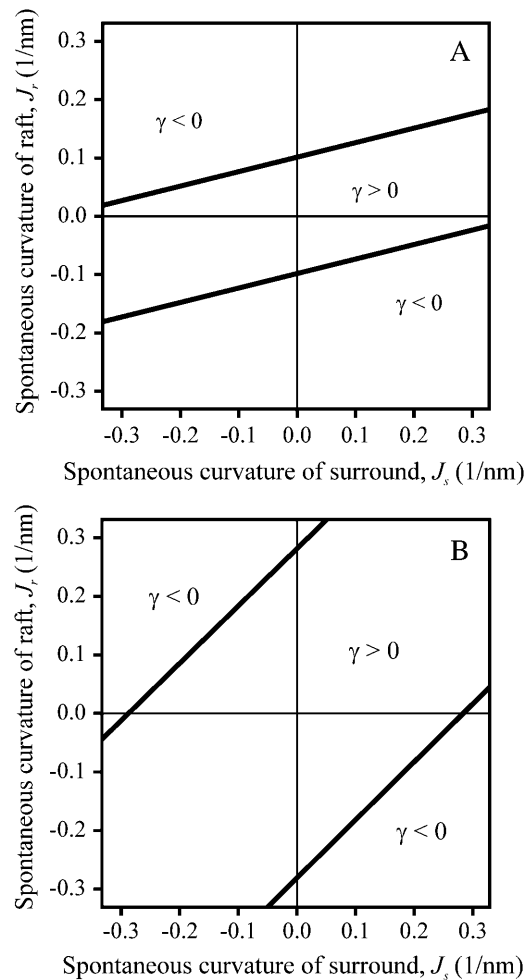 A
0.3
0.2
0.1
0.0
-0.1
-0.2
-0.3
Spontaneous curvature of raft, J_r (1/nm)
γ < 0
γ > 0
γ < 0
-0.3 -0.2 -0.1 0.0 0.1 0.2 0.3
Spontaneous curvature of surround, J_s (1/nm)
B
0.3
0.2
0.1
0.0
-0.1
-0.2
-0.3
Spontaneous curvature of raft, J_r (1/nm)
γ < 0
γ > 0
γ < 0
-0.3 -0.2 -0.1 0.0 0.1 0.2 0.3
Spontaneous curvature of surround, J_s (1/nm)